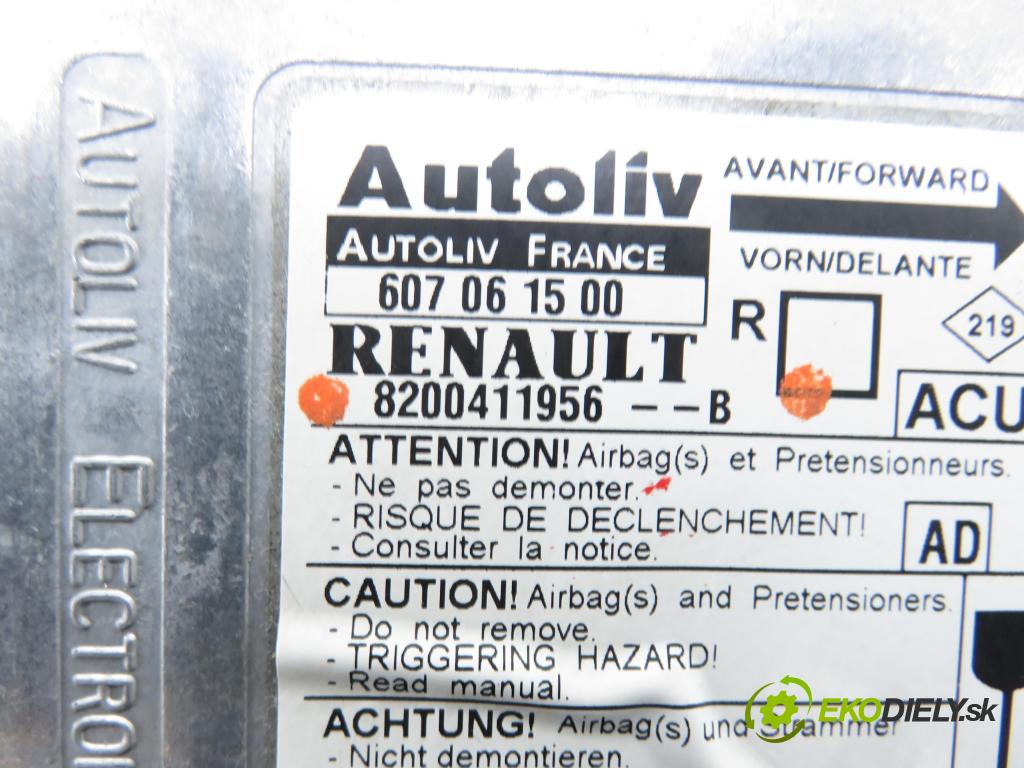 AUTOLIV ELECTRO
Autoliv
AUTOLIV FRANCE
607 06 15 00
RENAULT
8200411956 -- B
AVANT/FORWARD
VORN/DELANTE
R
219
ACU
ATTENTION! Airbag(s) et Pretensionneurs.
- Ne pas demonter.
- RISQUE DE DECLENCHEMENT!
- Consulter la notice.
AD
CAUTION! Airbag(s) and Pretensioners.
- Do not remove.
- TRIGGERING HAZARD!
- Read manual.
ACHTUNG! Airbag(s) und Strammer
- Nicht demontieren.
EKODIELY.sk